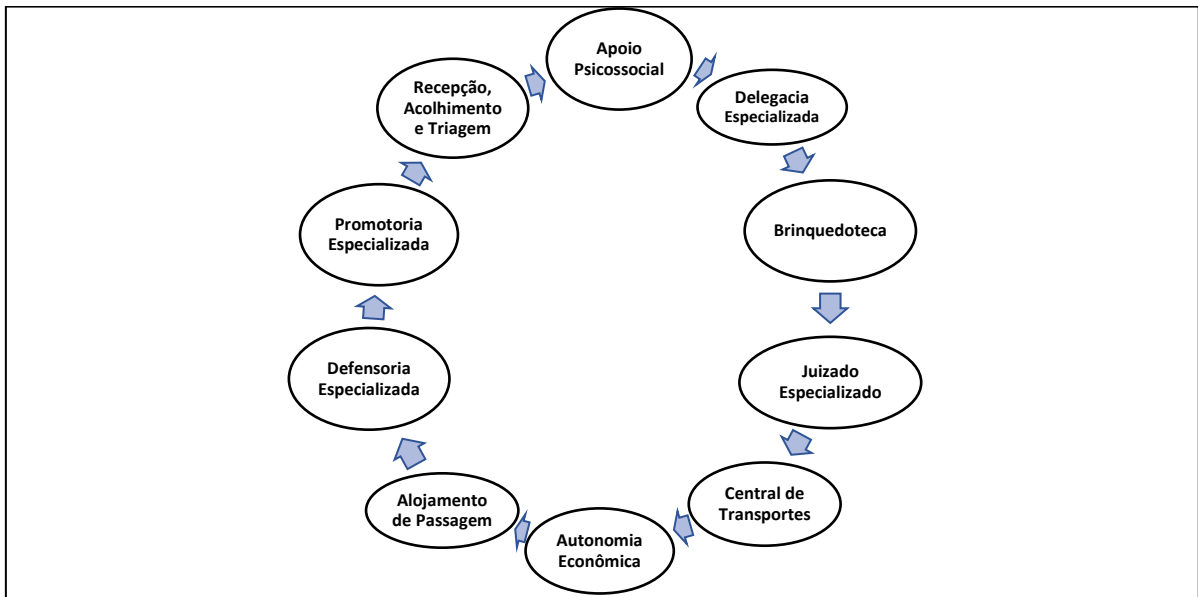 Apoio
Psicossocial
Delegacia
Especializada
Brinquedoteca
Juizado
Especializado
Central de
Transportes
Autonomia
Econômica
Alojamento
de Passagem
Defensoria
Especializada
Promotoria
Especializada
Recepção,
Acolhimento
e Triagem